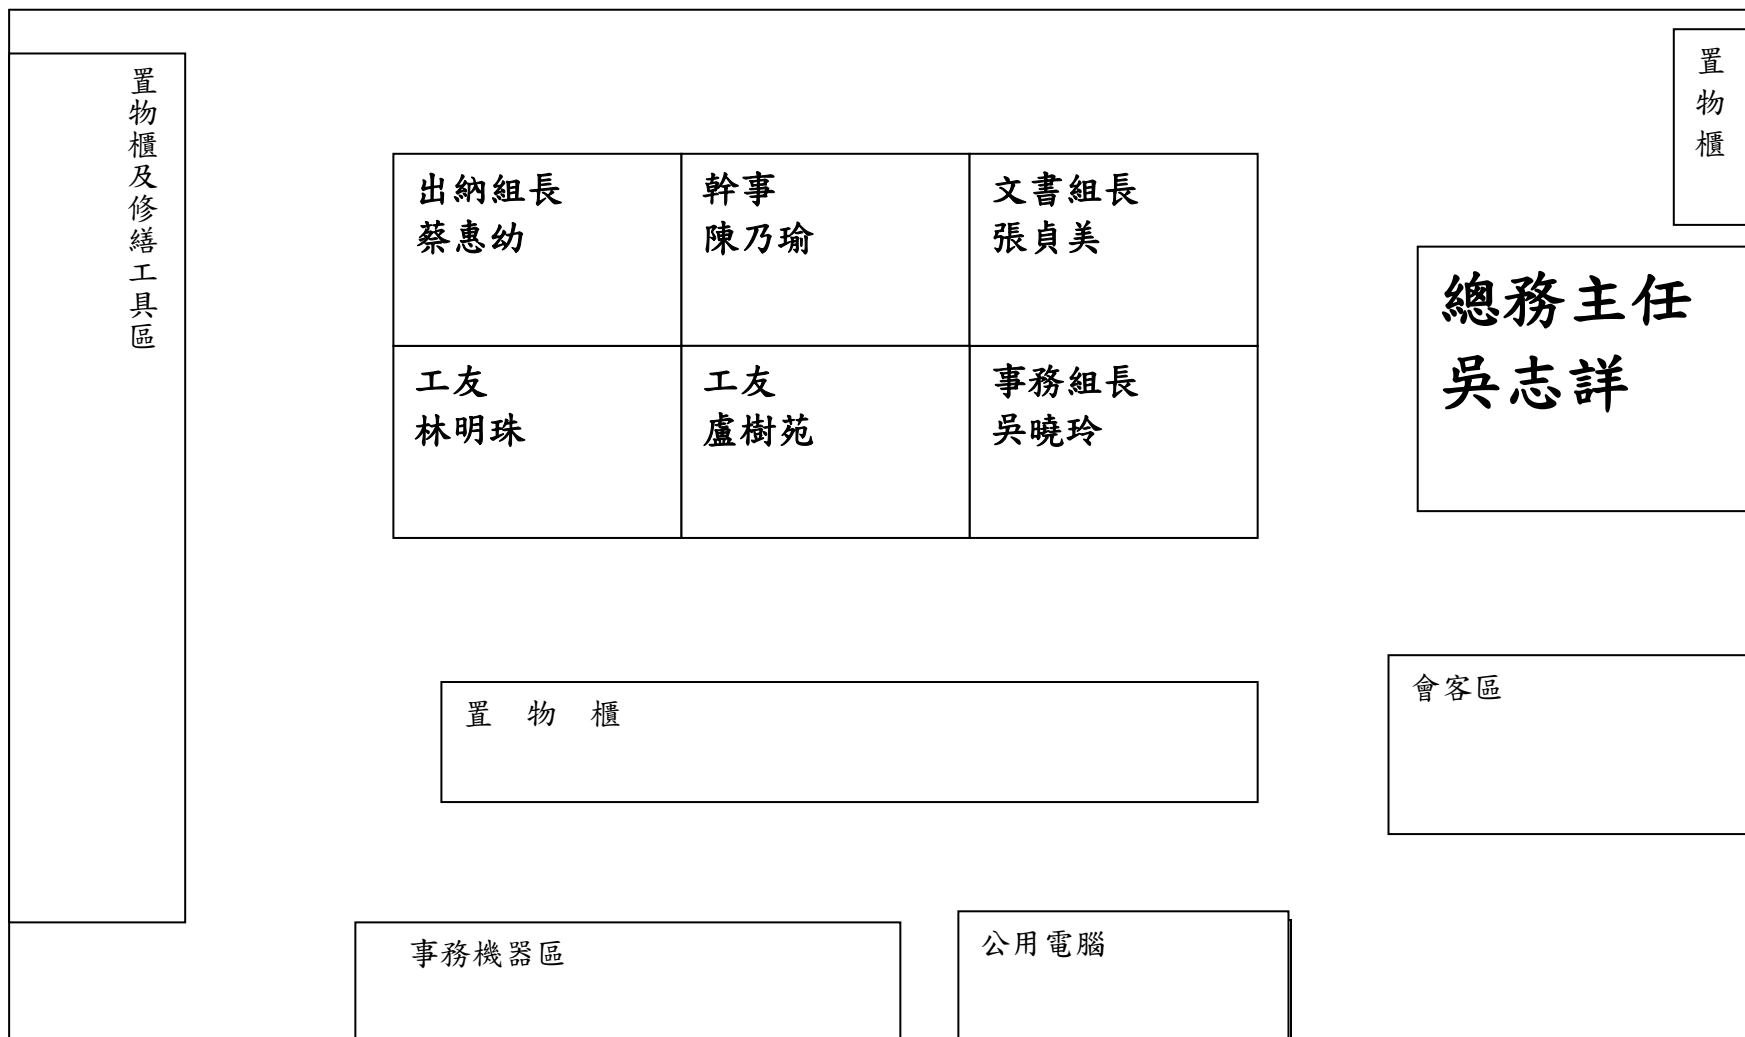 置物櫃及修繕工具區
置物櫃
出納組長
蔡惠幼
幹事
陳乃瑜
文書組長
張貞美
總務主任
吳志詳
工友
林明珠
工友
盧樹苑
事務組長
吳曉玲
置 物 櫃
會客區
事務機器區
公用電腦